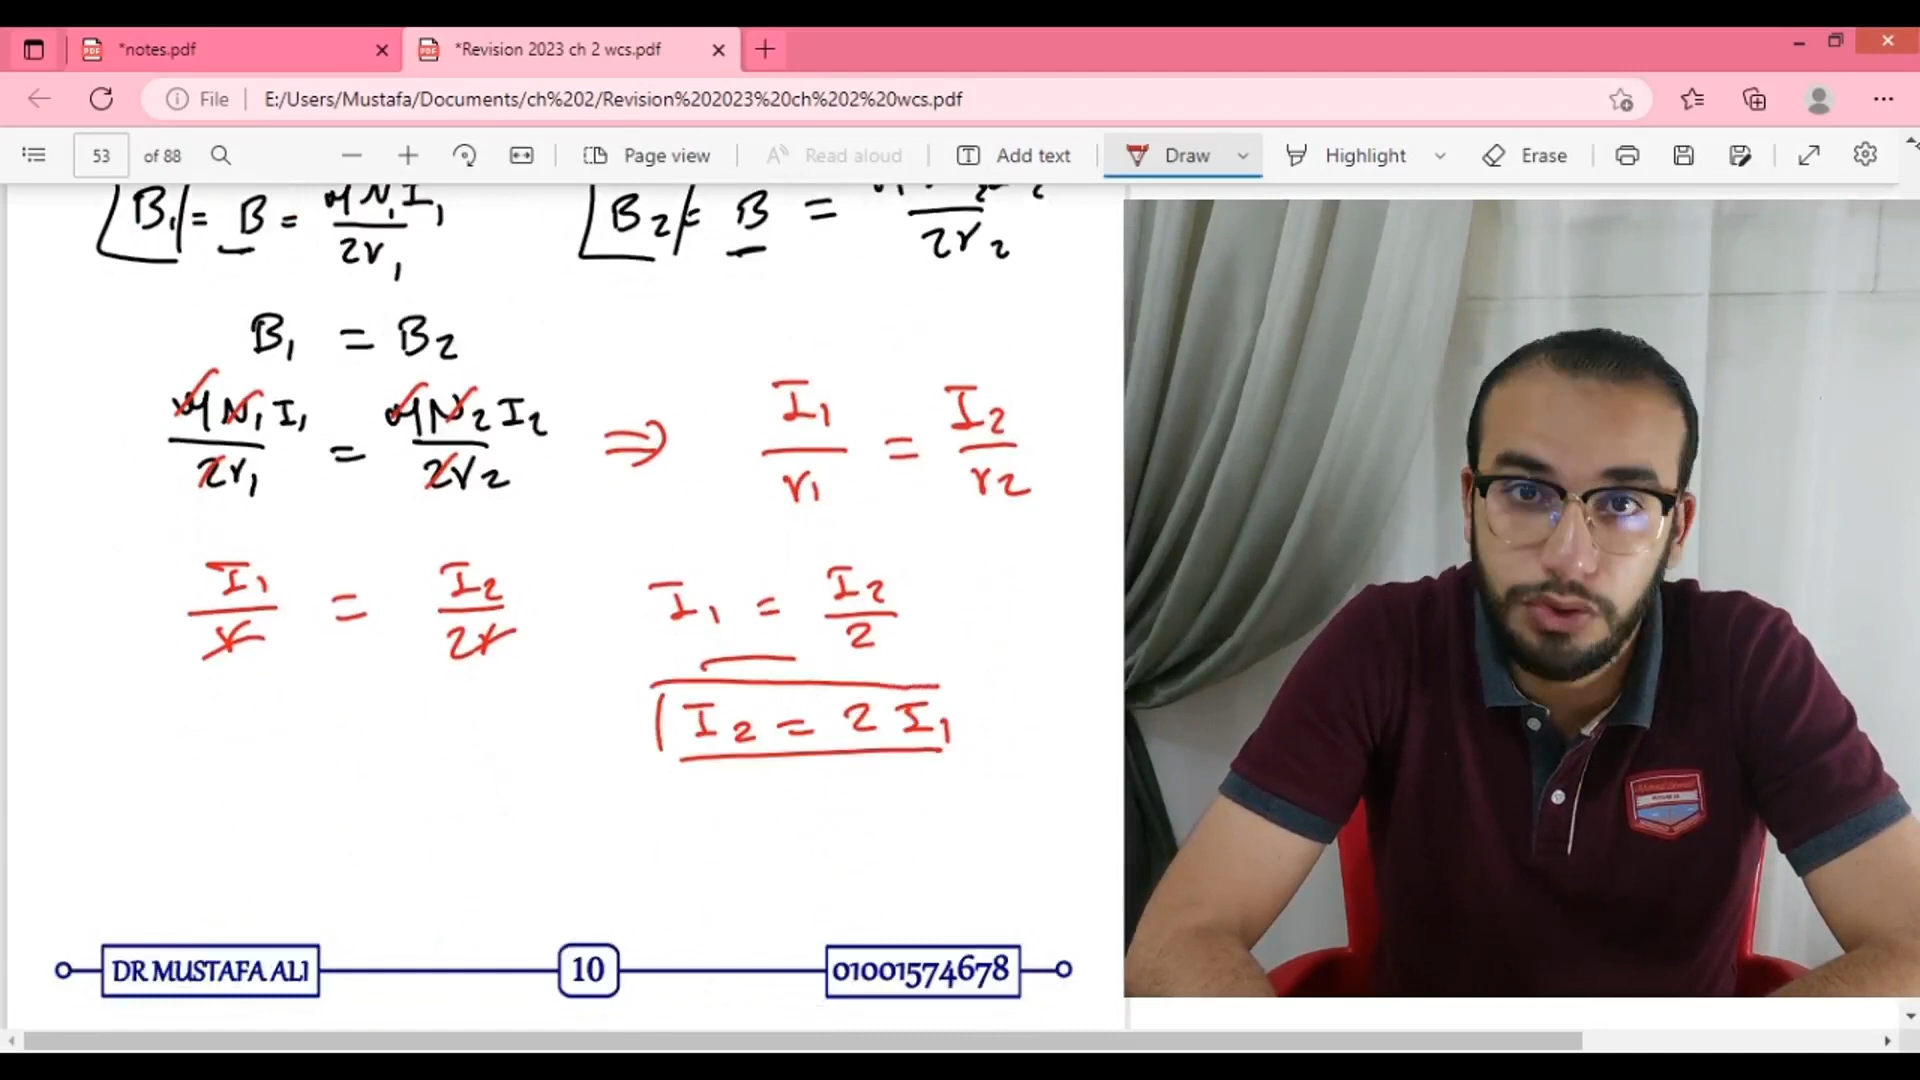 *notes.pdf
*Revision 2023 ch 2 wcs.pdf
File
E:/Users/Mustafa/Documents/ch%202/Revision%202023%20ch%202%20wcs.pdf
53 of 88
Page view
Read aloud
Add text
Draw
Highlight
Erase
B₁ = B = μN₁I₁ / 2r₁
B₂ = B = / 2r₂
B₁ = B₂
μN₁I₁ / 2r₁ = μN₂I₂ / 2r₂ ⇒ I₁ / r₁ = I₂ / r₂
I₁ / r = I₂ / 2r
I₁ = I₂ / 2
I₂ = 2 I₁
DR MUSTAFA ALI
10
01001574678